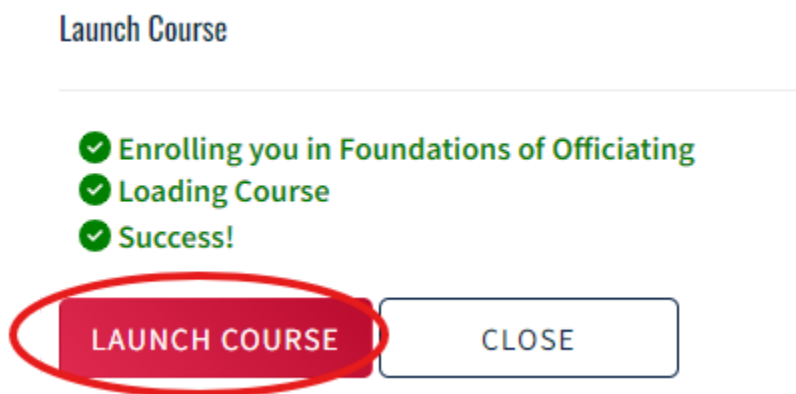 Launch Course
Enrolling you in Foundations of Officiating
Loading Course
Success!
LAUNCH COURSE
CLOSE